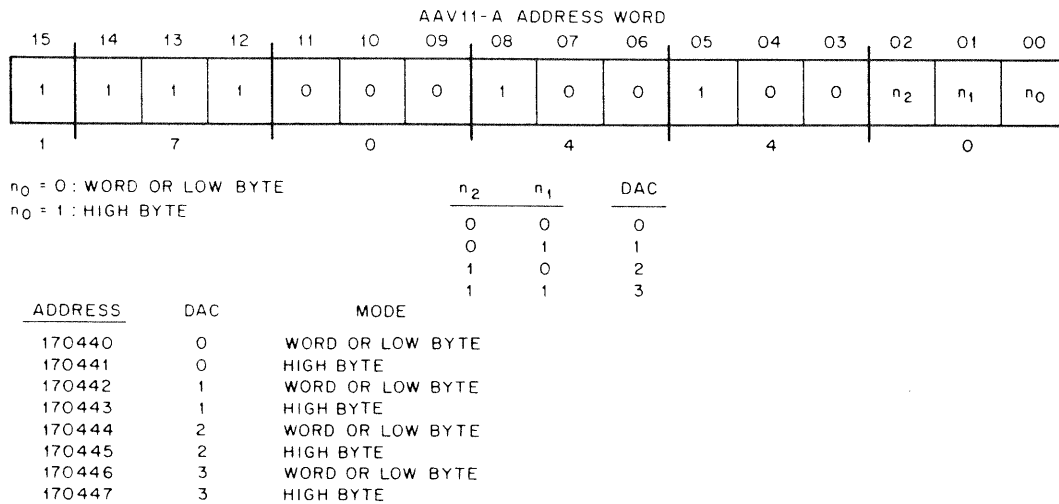 AAV11-A ADDRESS WORD
15 14 13 12 11 10 09 08 07 06 05 04 03 02 01 00
1 1 1 1 0 0 0 1 0 0 1 0 0 n2 n1 n0
1 7 0 4 4 0
n0 = 0 : WORD OR LOW BYTE
n0 = 1 : HIGH BYTE
n2 n1 DAC
0 0 0
0 1 1
1 0 2
1 1 3
ADDRESS DAC MODE
170440 0 WORD OR LOW BYTE
170441 0 HIGH BYTE
170442 1 WORD OR LOW BYTE
170443 1 HIGH BYTE
170444 2 WORD OR LOW BYTE
170445 2 HIGH BYTE
170446 3 WORD OR LOW BYTE
170447 3 HIGH BYTE